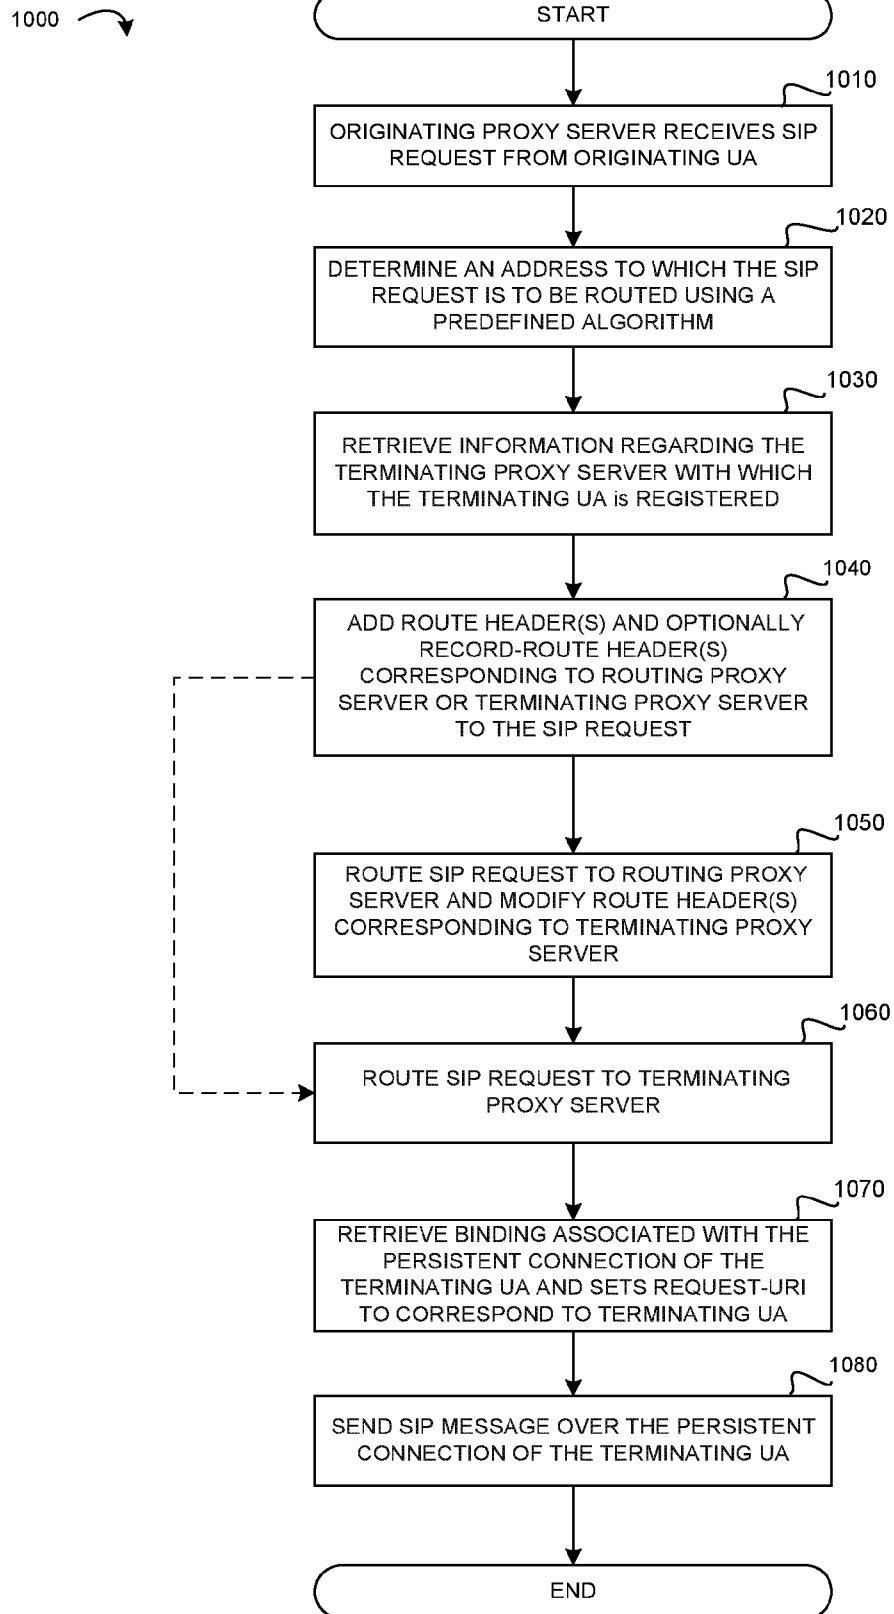 1000
START
1010
ORIGINATING PROXY SERVER RECEIVES SIP
REQUEST FROM ORIGINATING UA
1020
DETERMINE AN ADDRESS TO WHICH THE SIP
REQUEST IS TO BE ROUTED USING A
PREDEFINED ALGORITHM
1030
RETRIEVE INFORMATION REGARDING THE
TERMINATING PROXY SERVER WITH WHICH
THE TERMINATING UA is REGISTERED
1040
ADD ROUTE HEADER(S) AND OPTIONALLY
RECORD-ROUTE HEADER(S)
CORRESPONDING TO ROUTING PROXY
SERVER OR TERMINATING PROXY SERVER
TO THE SIP REQUEST
1050
ROUTE SIP REQUEST TO ROUTING PROXY
SERVER AND MODIFY ROUTE HEADER(S)
CORRESPONDING TO TERMINATING PROXY
SERVER
1060
ROUTE SIP REQUEST TO TERMINATING
PROXY SERVER
1070
RETRIEVE BINDING ASSOCIATED WITH THE
PERSISTENT CONNECTION OF THE
TERMINATING UA AND SETS REQUEST-URI
TO CORRESPOND TO TERMINATING UA
1080
SEND SIP MESSAGE OVER THE PERSISTENT
CONNECTION OF THE TERMINATING UA
END